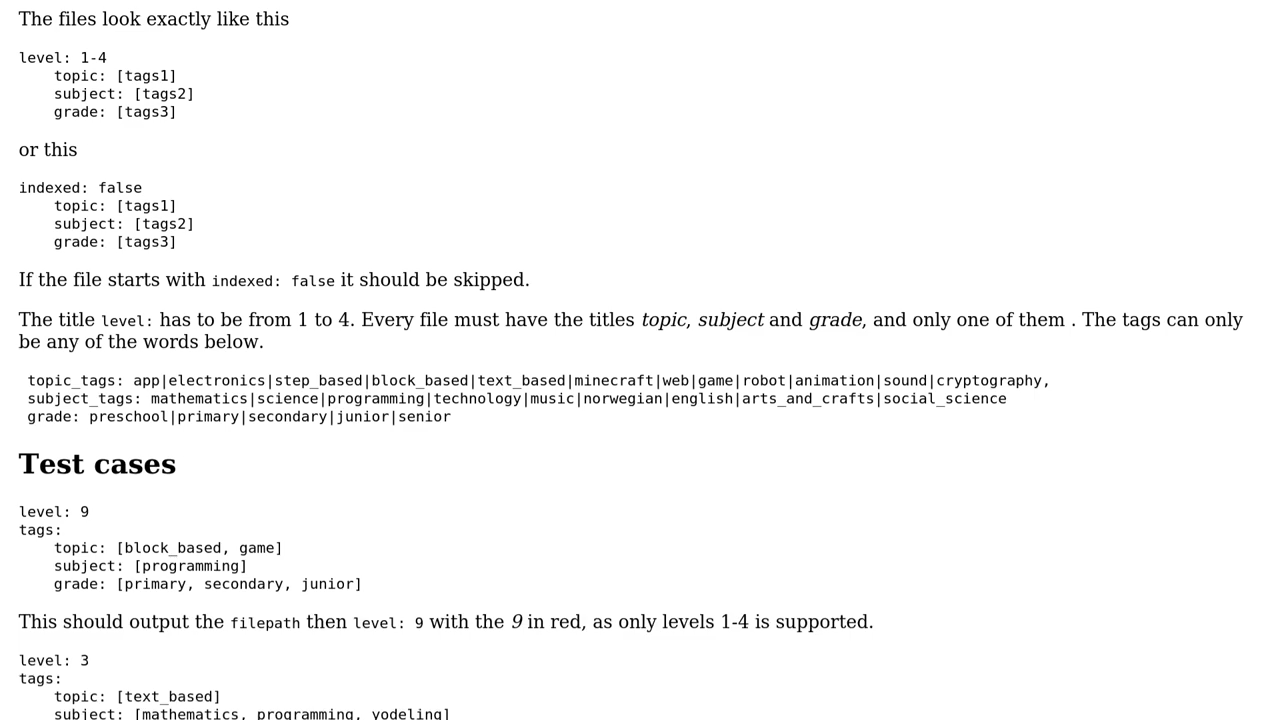 The files look exactly like this
level: 1-4
    topic: [tags1]
    subject: [tags2]
    grade: [tags3]
or this
indexed: false
    topic: [tags1]
    subject: [tags2]
    grade: [tags3]
If the file starts with indexed: false it should be skipped.
The title level: has to be from 1 to 4. Every file must have the titles topic, subject and grade, and only one of them . The tags can only
be any of the words below.
topic_tags: app|electronics|step_based|block_based|text_based|minecraft|web|game|robot|animation|sound|cryptography,
subject_tags: mathematics|science|programming|technology|music|norwegian|english|arts_and_crafts|social_science
grade: preschool|primary|secondary|junior|senior
Test cases
level: 9
tags:
    topic: [block_based, game]
    subject: [programming]
    grade: [primary, secondary, junior]
This should output the filepath then level: 9 with the 9 in red, as only levels 1-4 is supported.
level: 3
tags:
    topic: [text_based]
    subject: [mathematics, programming, yodeling]